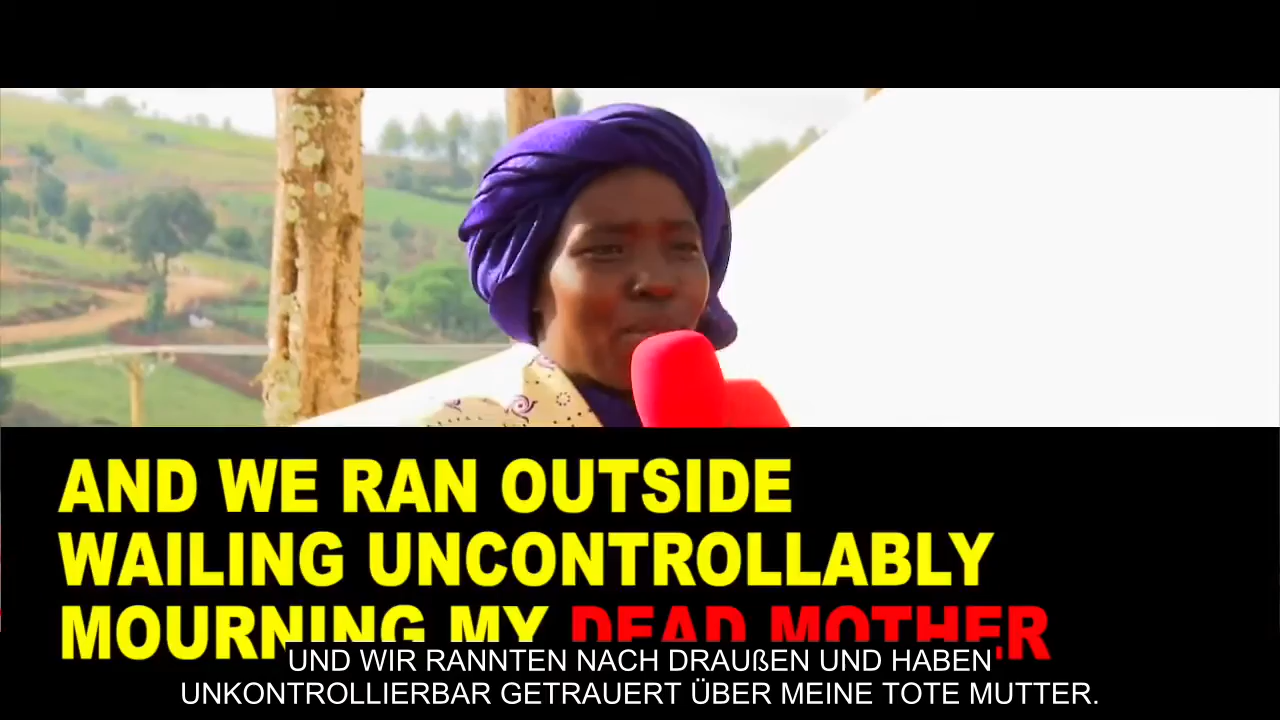 AND WE RAN OUTSIDE
WAILING UNCONTROLLABLY
MOURNING MY DEAD MOTHER
UND WIR RANNTEN NACH DRAUßEN UND HABEN
UNKONTROLLIERBAR GETRAUERT ÜBER MEINE TOTE MUTTER.